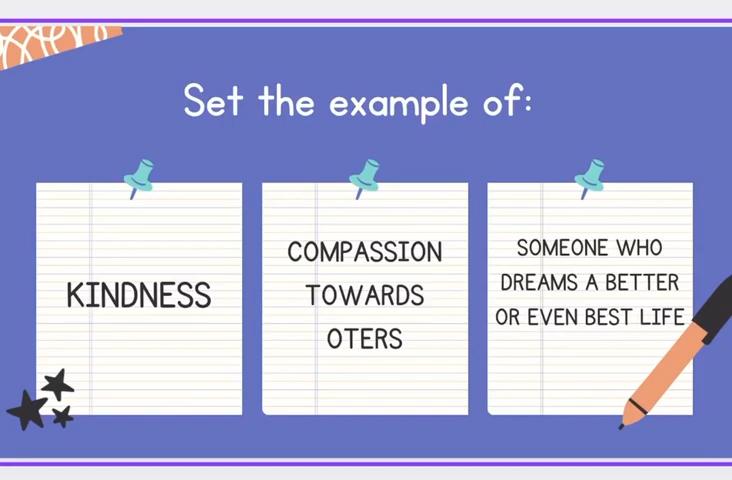 Set the example of:
KINDNESS
COMPASSION
TOWARDS
OTERS
SOMEONE WHO
DREAMS A BETTER
OR EVEN BEST LIFE